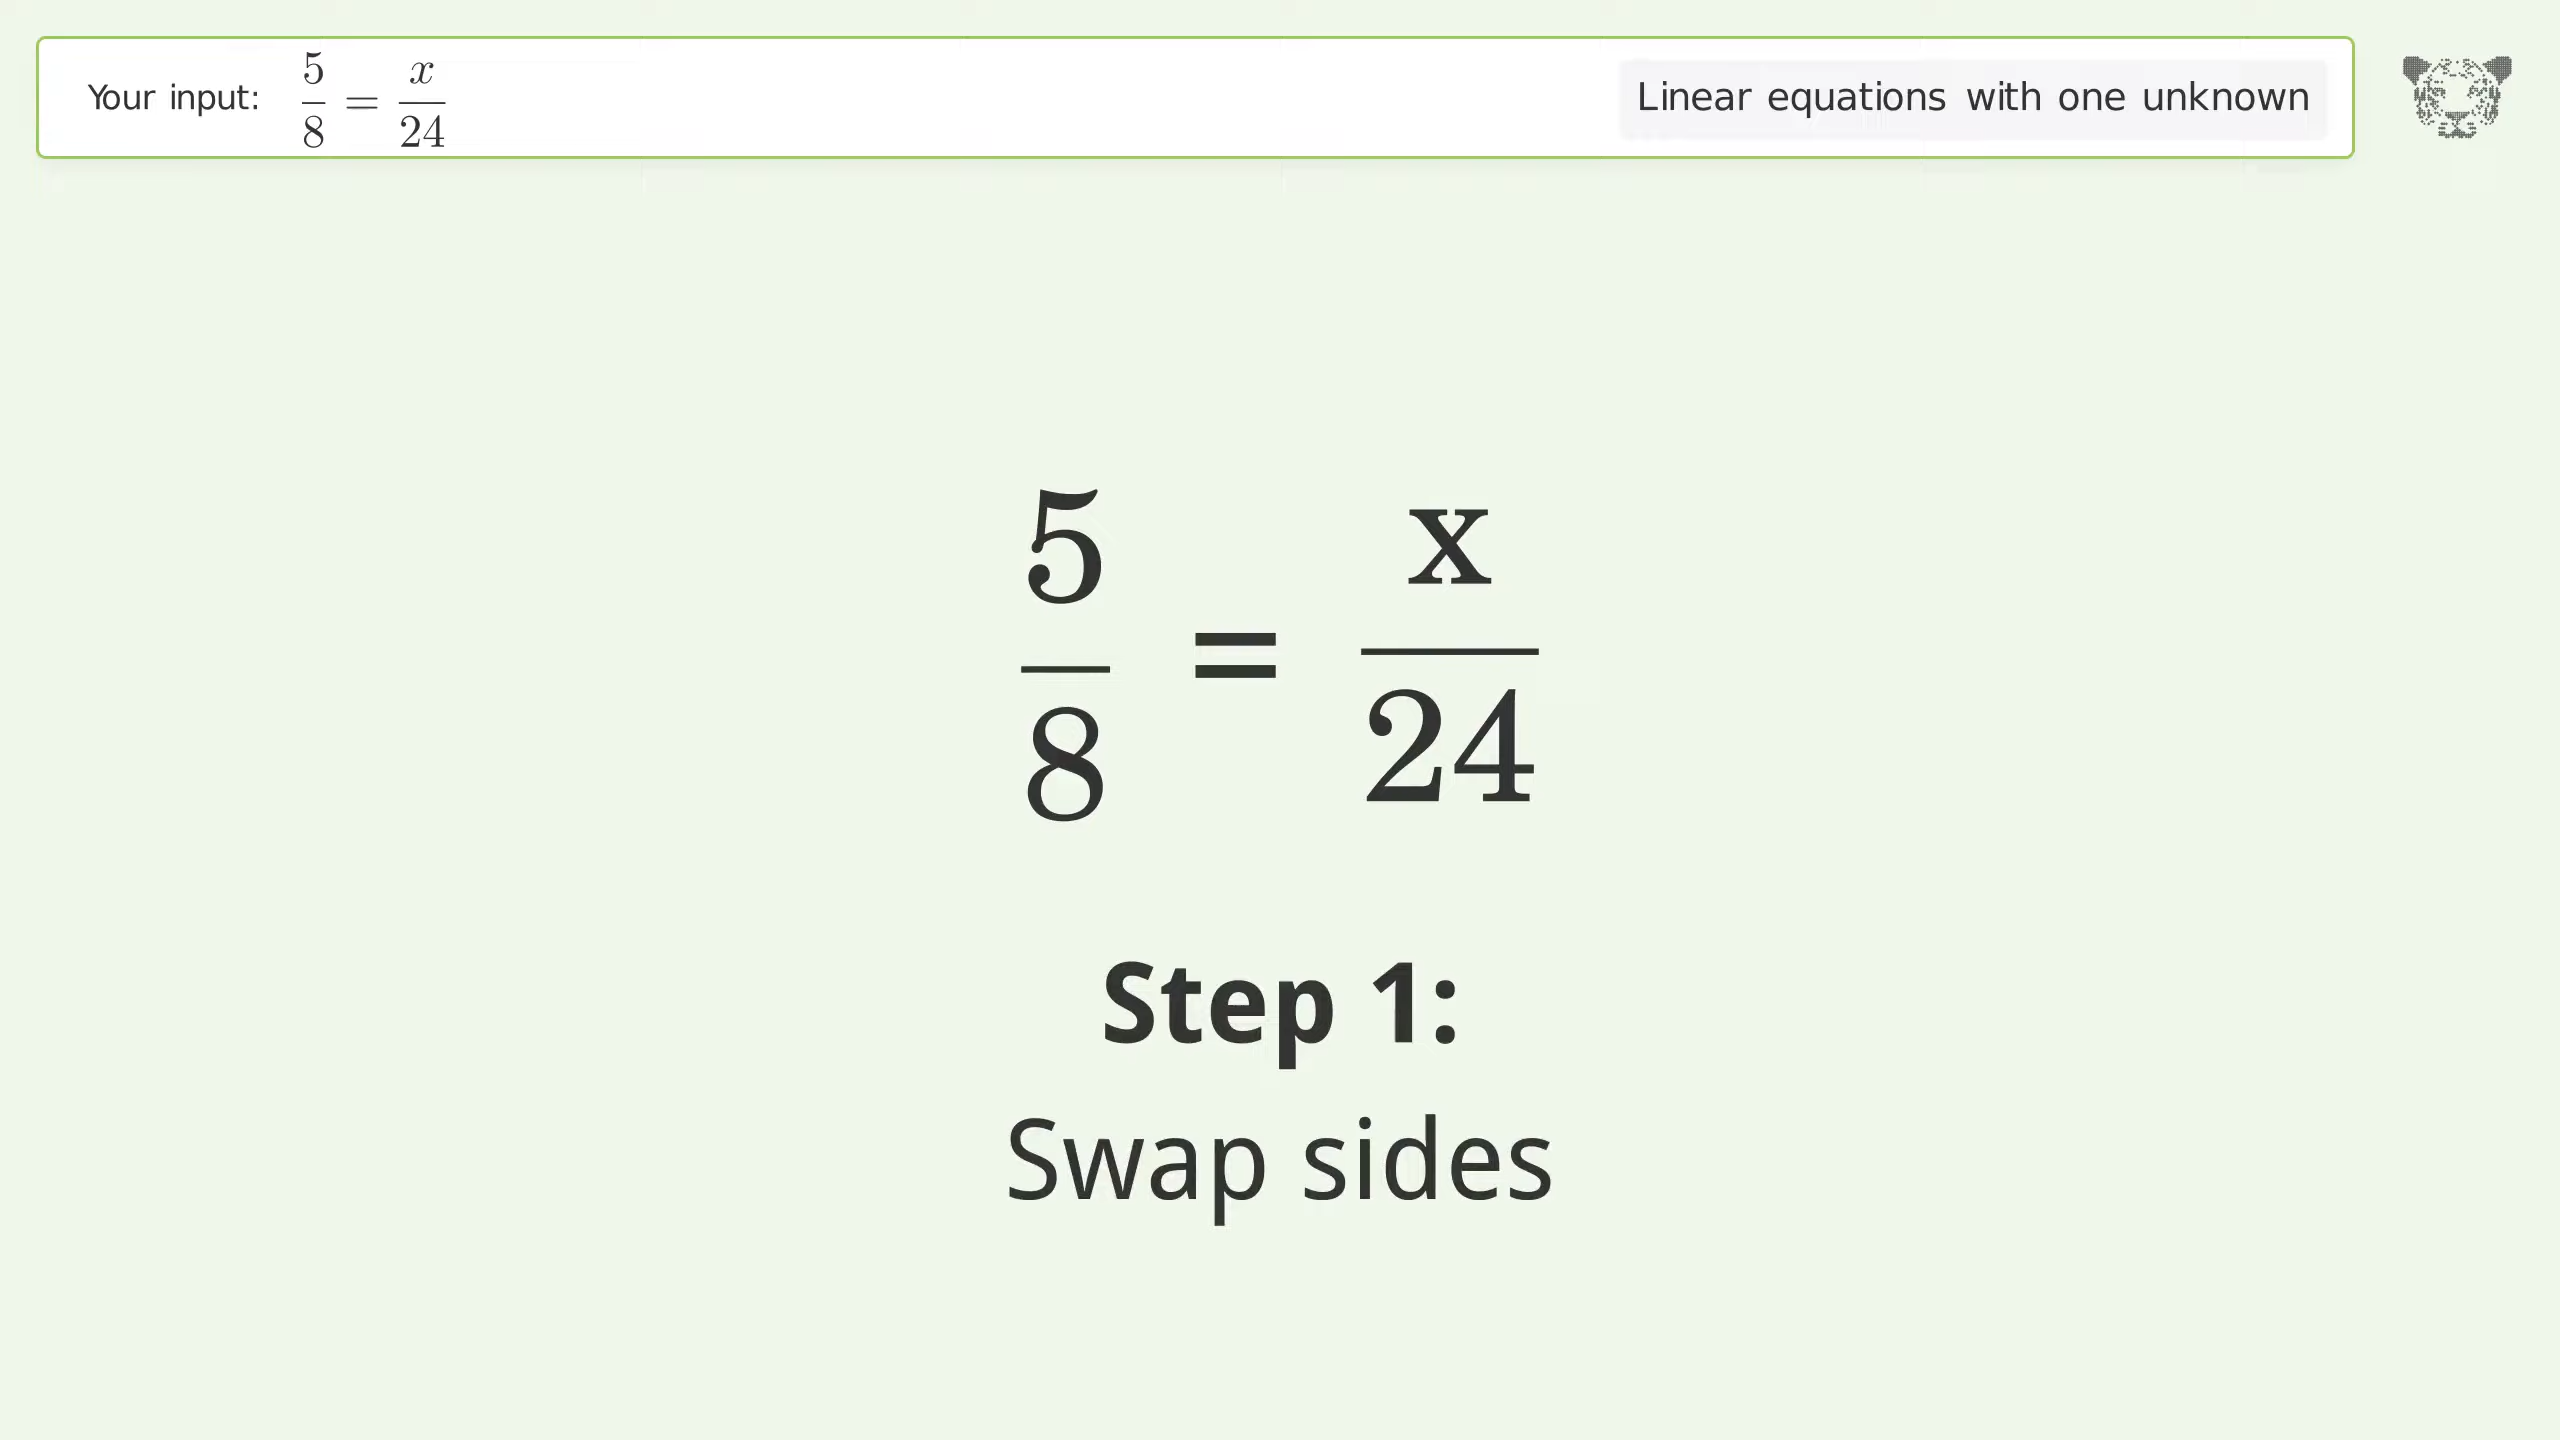 Your input: 5/8 = x/24
Linear equations with one unknown
5/8 = x/24
Step 1:
Swap sides